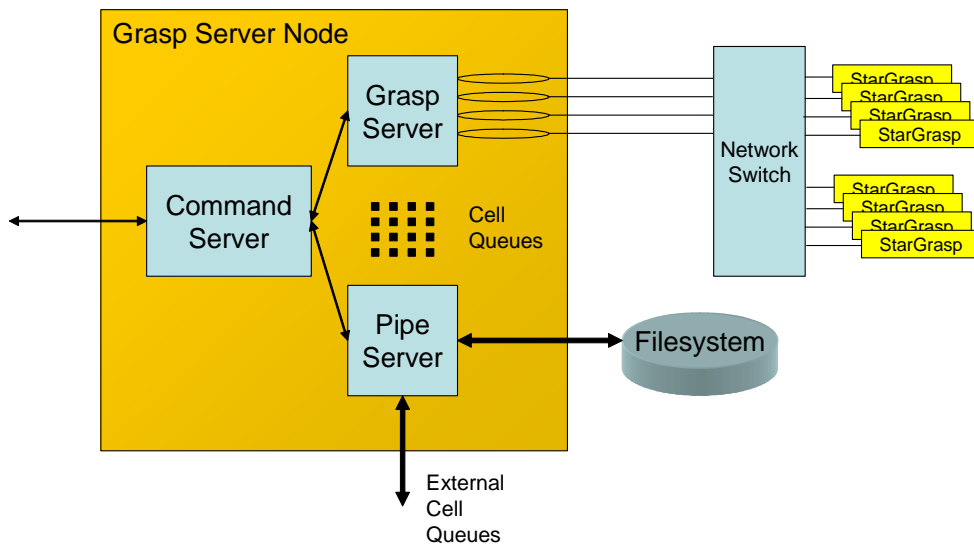 Grasp Server Node
Grasp
Server
Command
Server
Cell
Queues
Pipe
Server
External
Cell
Queues
Filesystem
Network
Switch
StarGrasp
StarGrasp
StarGrasp
StarGrasp
StarGrasp
StarGrasp
StarGrasp
StarGrasp